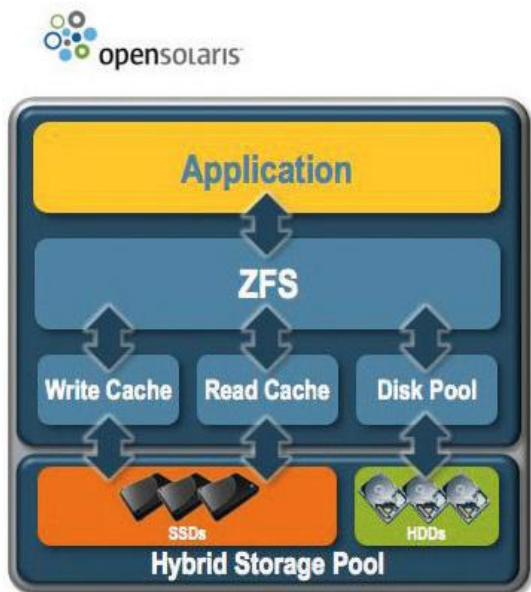 opensolaris
Application
ZFS
Write Cache
Read Cache
Disk Pool
SSDs
HDDs
Hybrid Storage Pool